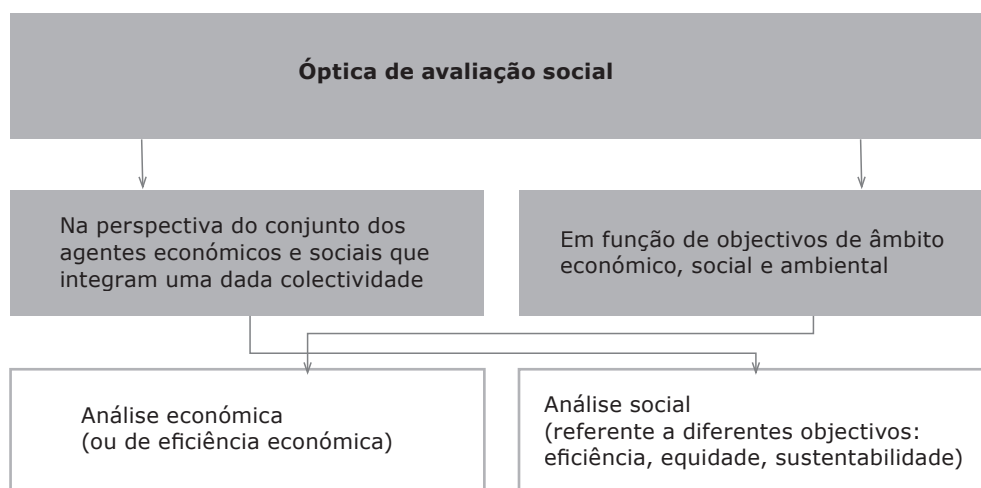 Óptica de avaliação social
Na perspectiva do conjunto dos
agentes económicos e sociais que
integram uma dada colectividade
Em função de objectivos de âmbito
económico, social e ambiental
Análise económica
(ou de eficiência económica)
Análise social
(referente a diferentes objectivos:
eficiência, equidade, sustentabilidade)